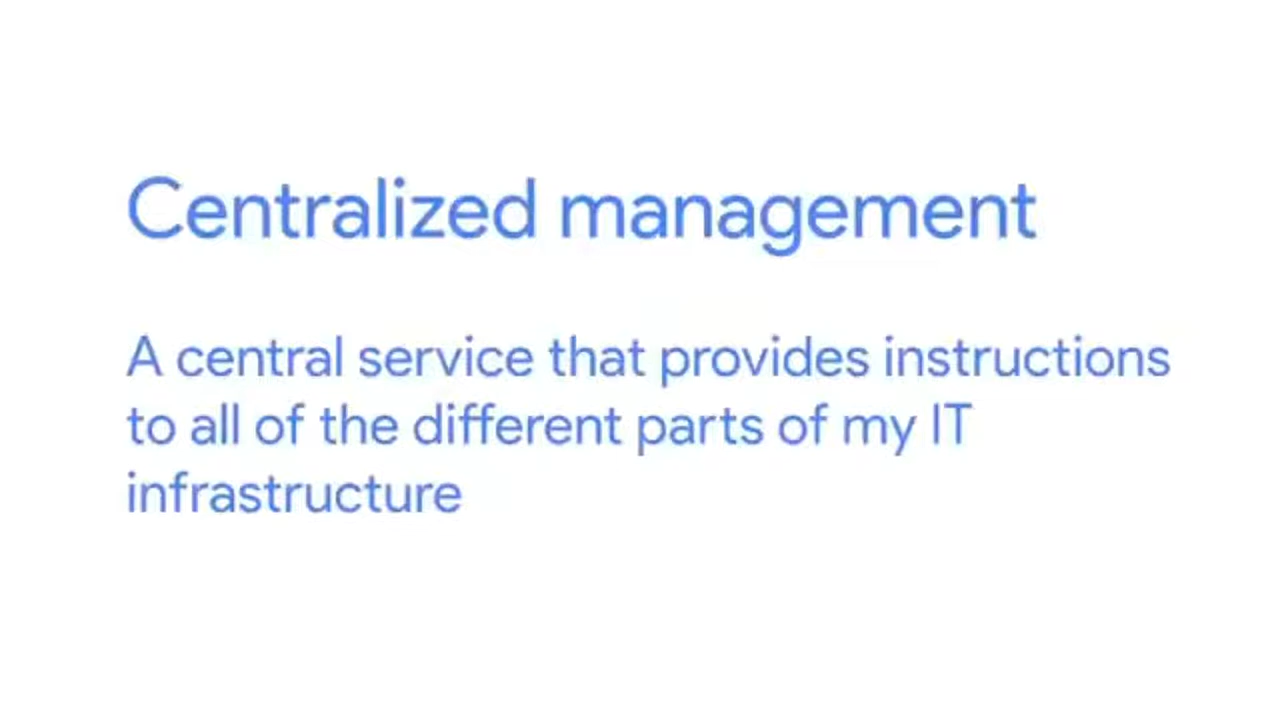 Centralized management
A central service that provides instructions
to all of the different parts of my IT
infrastructure